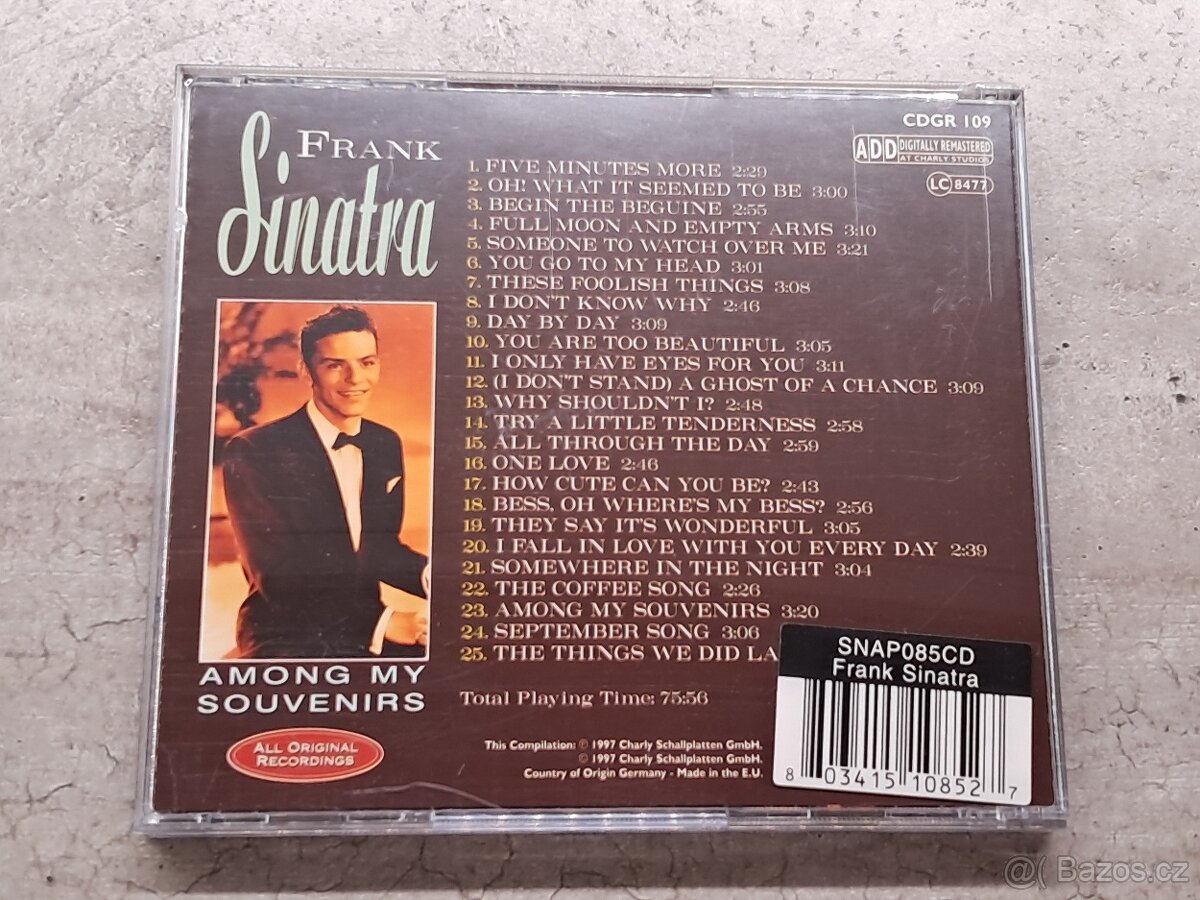 FRANK
Sinatra
CDGR 109
ADD DIGITALLY REMASTERED
AT CHARLY STUDIOS
LC 8477
1. FIVE MINUTES MORE 2:29
2. OH! WHAT IT SEEMED TO BE 3:00
3. BEGIN THE BEGUINE 2:55
4. FULL MOON AND EMPTY ARMS 3:10
5. SOMEONE TO WATCH OVER ME 3:21
6. YOU GO TO MY HEAD 3:01
7. THESE FOOLISH THINGS 3:08
8. I DON'T KNOW WHY 2:46
9. DAY BY DAY 3:09
10. YOU ARE TOO BEAUTIFUL 3:05
11. I ONLY HAVE EYES FOR YOU 3:11
12. (I DON'T STAND) A GHOST OF A CHANCE 3:09
13. WHY SHOULDN'T I? 2:48
14. TRY A LITTLE TENDERNESS 2:58
15. ALL THROUGH THE DAY 2:59
16. ONE LOVE 2:46
17. HOW CUTE CAN YOU BE? 2:43
18. BESS, OH WHERE'S MY BESS? 2:56
19. THEY SAY IT'S WONDERFUL 3:05
20. I FALL IN LOVE WITH YOU EVERY DAY 2:39
21. SOMEWHERE IN THE NIGHT 3:04
22. THE COFFEE SONG 2:26
23. AMONG MY SOUVENIRS 3:20
24. SEPTEMBER SONG 3:06
25. THE THINGS WE DID LA
Total Playing Time: 75:56
AMONG MY
SOUVENIRS
ALL ORIGINAL
RECORDINGS
This Compilation: ℗ 1997 Charly Schallplatten GmbH.
© 1997 Charly Schallplatten GmbH.
Country of Origin Germany - Made in the E.U.
SNAP085CD
Frank Sinatra
8 03415 10852 7
@( Bazos.cz